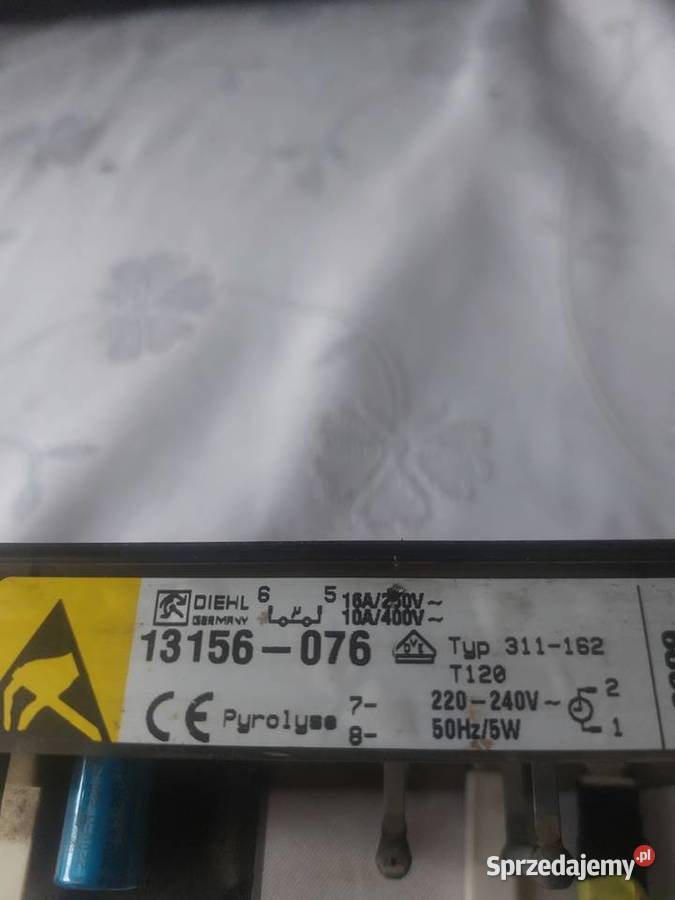 DIEHL
GERMANY
6 5
16A/250V~
10A/400V~
13156-076
OVE
Typ 311-162
T120
CE Pyrolyse
7-
8-
220-240V~
50Hz/5W
2
1
Sprzedajemy.pl